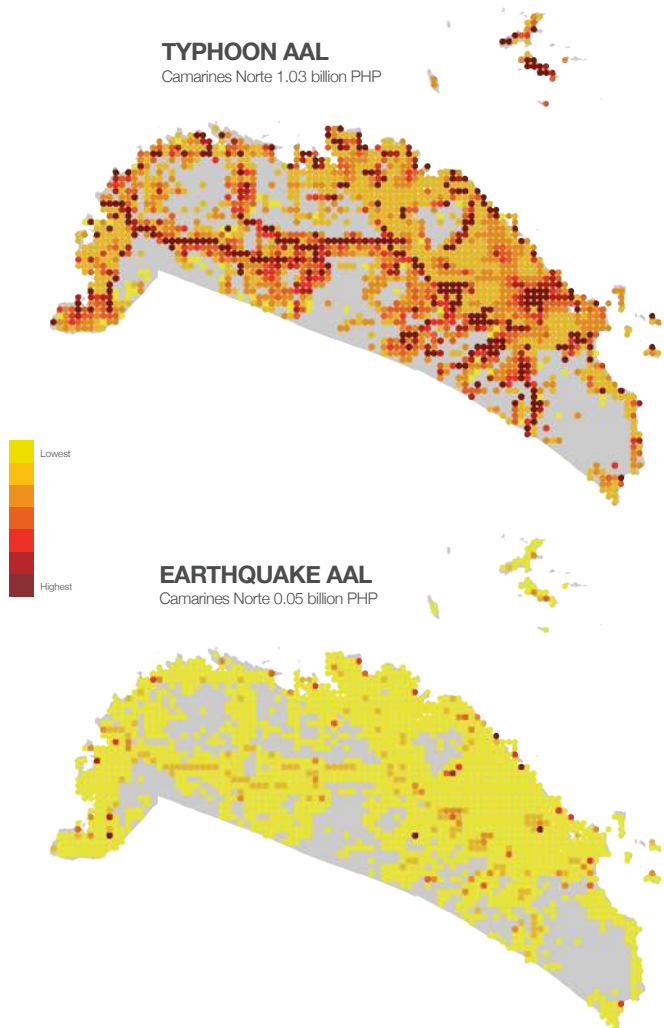 TYPHOON AAL
Camarines Norte 1.03 billion PHP
Lowest
Highest
EARTHQUAKE AAL
Camarines Norte 0.05 billion PHP